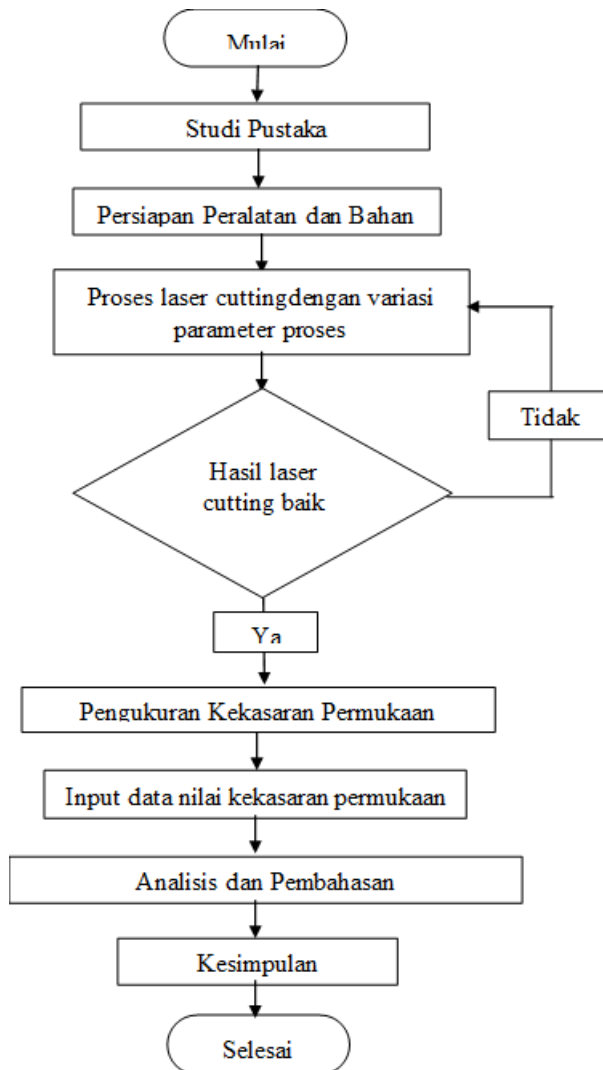 Mulai
Studi Pustaka
Persiapan Peralatan dan Bahan
Proses laser cuttingdengan variasi
parameter proses
Tidak
Hasil laser
cutting baik
Ya
Pengukuran Kekasaran Permukaan
Input data nilai kekasaran permukaan
Analisis dan Pembahasan
Kesimpulan
Selesai